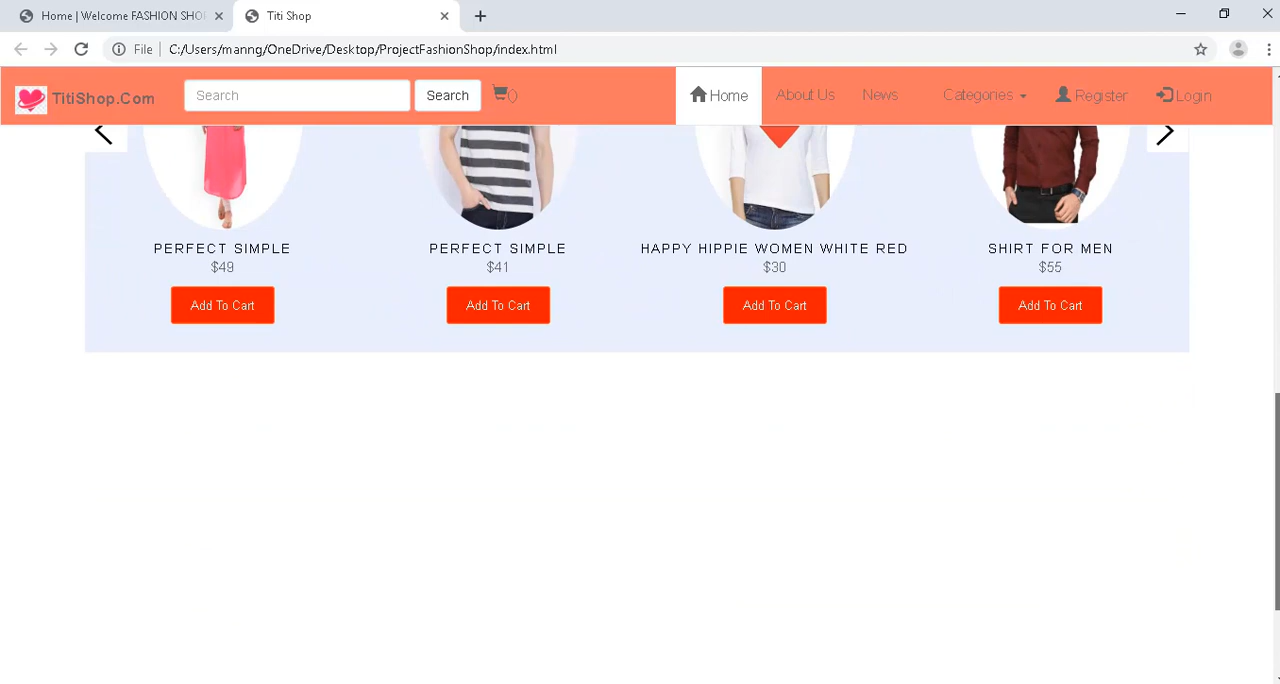 Home | Welcome FASHION SHOP
Titi Shop
File C:/Users/manng/OneDrive/Desktop/ProjectFashionShop/index.html
TitiShop.Com
Search
Search
Home
About Us
News
Categories
Register
Login
PERFECT SIMPLE
$49
Add To Cart
PERFECT SIMPLE
$41
Add To Cart
HAPPY HIPPIE WOMEN WHITE RED
$30
Add To Cart
SHIRT FOR MEN
$55
Add To Cart